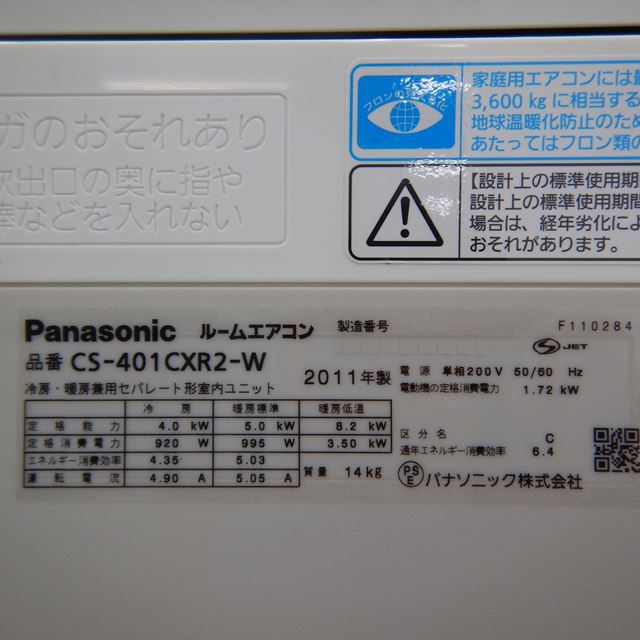 ガのおそれあり
吹出口の奥に指や
棒などを入れない
フロンの見える化
家庭用エアコンには最
3,600 kg に相当する
地球温暖化防止のため
あたってはフロン類の
【設計上の標準使用期
設計上の標準使用期間
場合は、経年劣化によ
おそれがあります。
Panasonic ルームエアコン 製造番号 F110284
品番 CS-401CXR2-W
JET
冷房・暖房兼用セパレート形室内ユニット 2011年製
電源 単相200V 50/60 Hz
電動機の定格消費電力 1.72 kW
冷房 暖房標準 暖房低温
定格能力 4.0 kW 5.0 kW 8.2 kW
定格消費電力 920 W 995 W 3.50 kW
エネルギー消費効率 4.35 5.03
運転電流 4.90 A 5.05 A
質量 14kg
区分名 C
通年エネルギー消費効率 6.4
PSE パナソニック株式会社